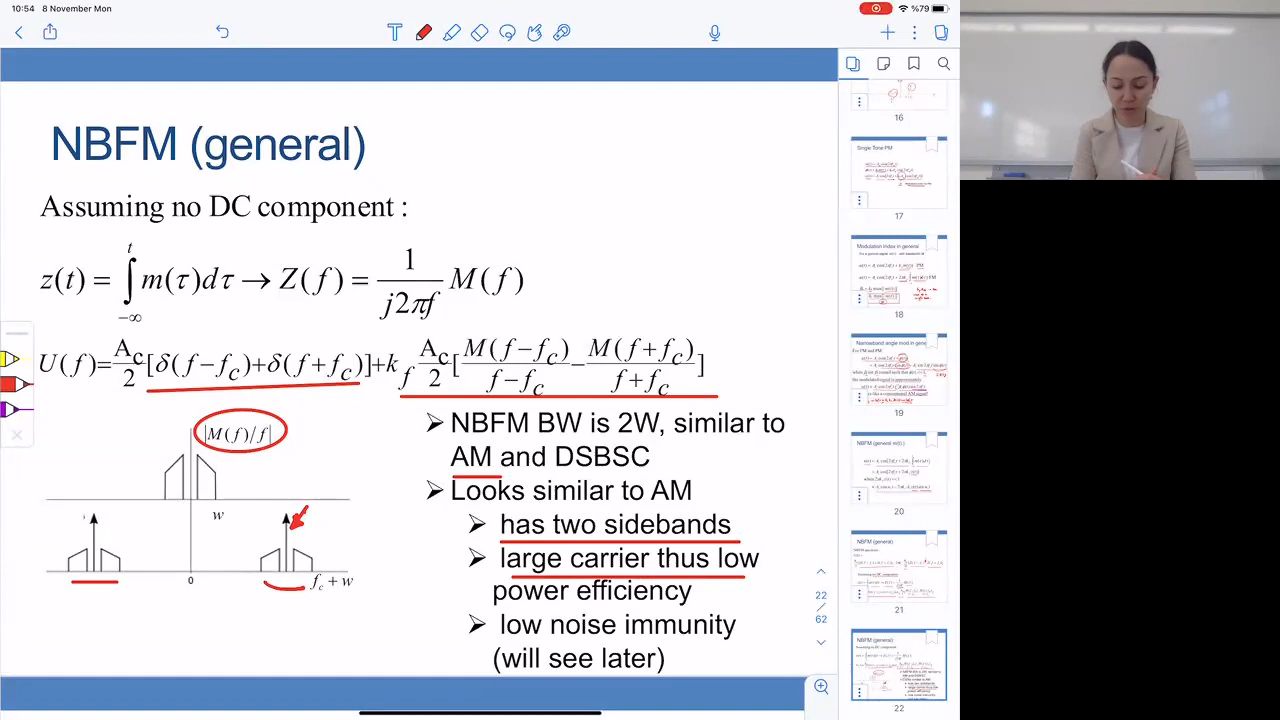 10:54 8 November Mon
%79
NBFM (general)
Assuming no DC component :
z(t) = ∫_{−∞}^{t} m(τ)dτ → Z(f) = 1/(j2πf) M(f)
U(f)=A_c/2[δ(f−f_c)+δ(f+f_c)]+k_f A_c/2[M(f−f_c)/(f−f_c) − M(f+f_c)/(f+f_c)]
|M(f)/f|
w
0
f_c + w
➢ NBFM BW is 2W, similar to
AM and DSBSC
➢ Looks similar to AM
➢ has two sidebands
➢ large carrier thus low
power efficiency
➢ low noise immunity
(will see later)
22
/
62
16
Single Tone PM
17
Modulation Index in general
18
Narrowband angle mod in general
19
NBFM (general m(t))
20
NBFM (general)
21
NBFM (general)
Assuming no DC component :
22